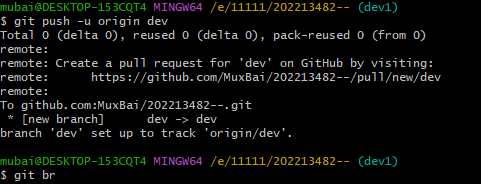 mubai@DESKTOP-153CQT4 MINGW64 /e/11111/202213482-- (dev1)
$ git push -u origin dev
Total 0 (delta 0), reused 0 (delta 0), pack-reused 0 (from 0)
remote:
remote: Create a pull request for 'dev' on GitHub by visiting:
remote:      https://github.com/MuxBai/202213482--/pull/new/dev
remote:
To github.com:MuxBai/202213482--.git
 * [new branch]      dev -> dev
branch 'dev' set up to track 'origin/dev'.
mubai@DESKTOP-153CQT4 MINGW64 /e/11111/202213482-- (dev1)
$ git br